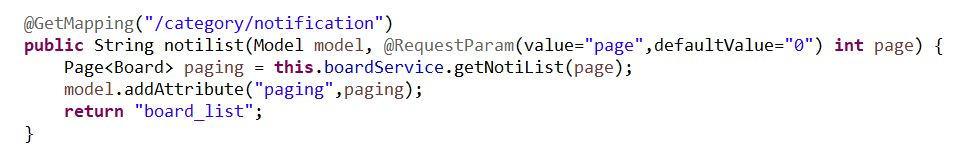 @GetMapping("/category/notification")
public String notilist(Model model, @RequestParam(value="page",defaultValue="0") int page) {
    Page<Board> paging = this.boardService.getNotiList(page);
    model.addAttribute("paging",paging);
    return "board_list";
}